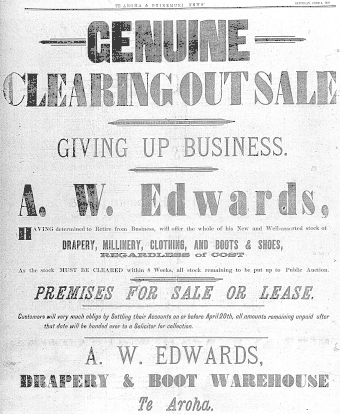 TE AROHA & OHINEMURI NEWS
GENUINE
CLEARING OUT SALE
GIVING UP BUSINESS.
A. W. Edwards,
HAVING determined to Retire from Business, will offer the whole of his New and Well-assorted stock of
DRAPERY, MILLINERY, CLOTHING, AND BOOTS & SHOES,
REGARDLESS OF COST
As the stock MUST BE CLEARED within 8 Weeks, all stock remaining to be put up to Public Auction.
PREMISES FOR SALE OR LEASE.
Customers will very much oblige by Settling their Accounts on or before April 20th, all amounts remaining unpaid after
that date will be handed over to a Solicitor for collection.
A. W. EDWARDS,
DRAPERY & BOOT WAREHOUSE
Te Aroha,